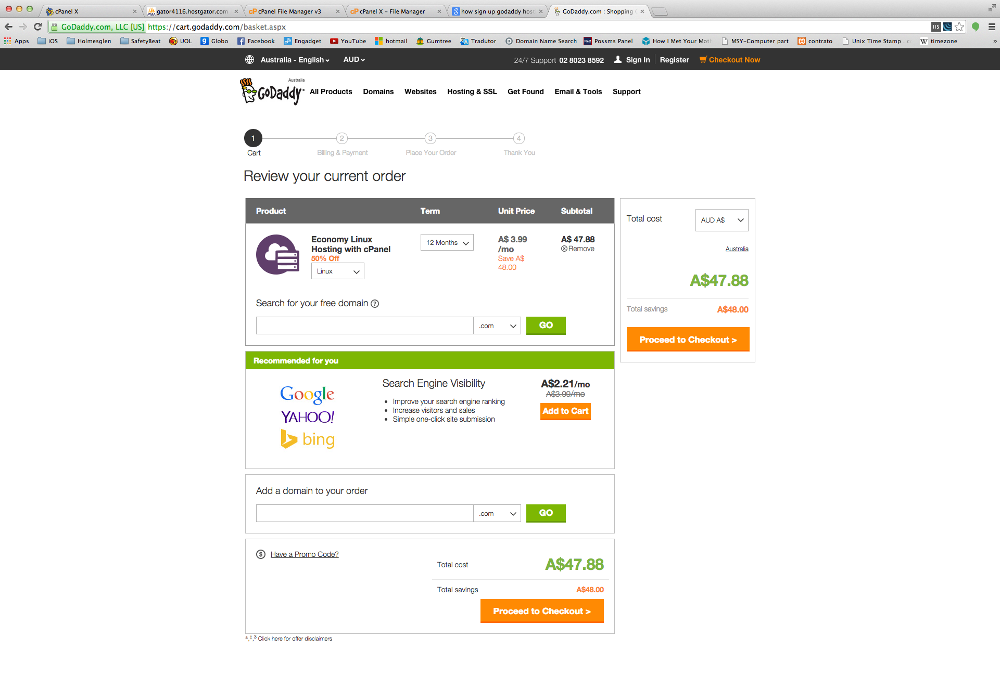 cPanel X
gator4116.hostgator.com
cPanel File Manager v3
cPanel X – File Manager
how sign up godaddy host
GoDaddy.com : Shopping
GoDaddy.com, LLC [US] https://cart.godaddy.com/basket.aspx
Apps iOS Holmesglen SafetyBeat UOL Globo Facebook Engadget YouTube hotmail Gumtree Tradutor Domain Name Search Possms Panel How I Met Your Moth MSY-Computer part contrato Unix Time Stamp . c timezone »
Australia - English AUD 24/7 Support 02 8023 8592 Sign In Register Checkout Now
Australia
GoDaddy
All Products Domains Websites Hosting & SSL Get Found Email & Tools Support
1 2 3 4
Cart Billing & Payment Place Your Order Thank You
Review your current order
Product Term Unit Price Subtotal
Economy Linux
Hosting with cPanel
50% Off
Linux
12 Months
A$ 3.99
/mo
Save A$
48.00
A$ 47.88
Remove
Search for your free domain ?
.com GO
Total cost AUD A$
Australia
A$47.88
Total savings A$48.00
Proceed to Checkout >
Recommended for you
Google
YAHOO!
bing
Search Engine Visibility
• Improve your search engine ranking
• Increase visitors and sales
• Simple one-click site submission
A$2.21/mo
A$3.99/mo
Add to Cart
Add a domain to your order
.com GO
$ Have a Promo Code?
Total cost A$47.88
Total savings A$48.00
Proceed to Checkout >
±,‡,3 Click here for offer disclaimers